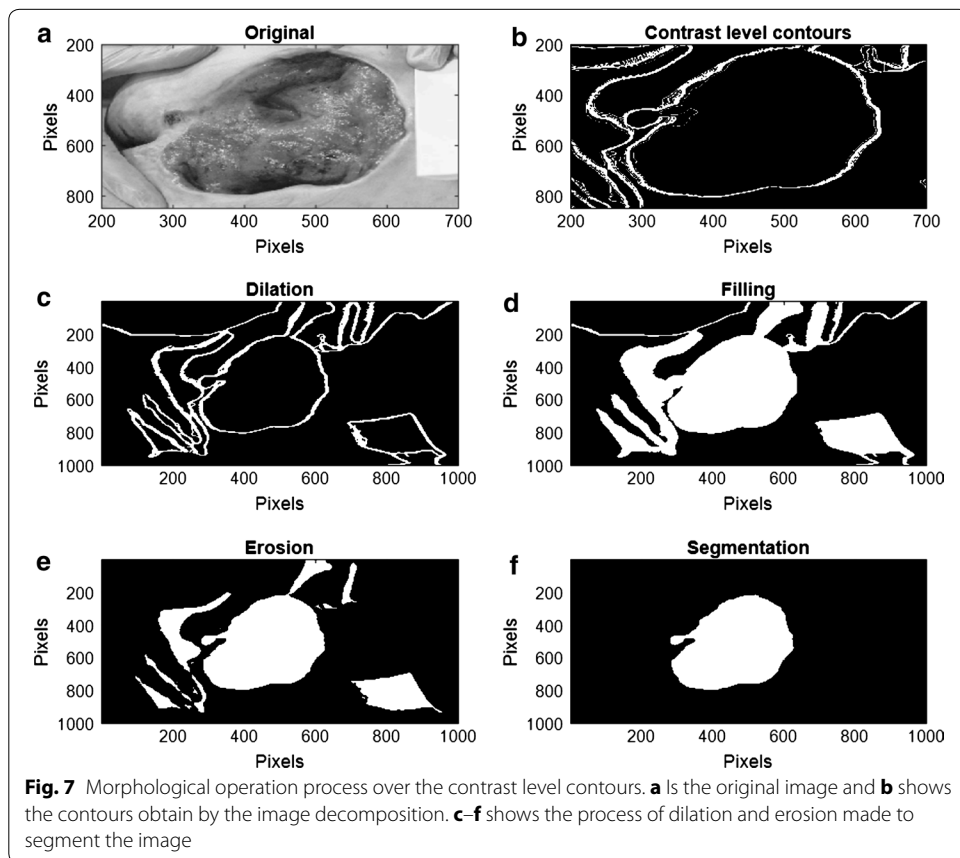 a Original
200
400
600
800
Pixels
200 300 400 500 600 700
Pixels
b Contrast level contours
200
400
600
800
Pixels
200 300 400 500 600 700
Pixels
c Dilation
200
400
600
800
1000
Pixels
200 400 600 800 1000
Pixels
d Filling
200
400
600
800
1000
Pixels
200 400 600 800 1000
Pixels
e Erosion
200
400
600
800
1000
Pixels
200 400 600 800 1000
Pixels
f Segmentation
200
400
600
800
1000
Pixels
200 400 600 800 1000
Pixels
Fig. 7 Morphological operation process over the contrast level contours. a Is the original image and b shows
the contours obtain by the image decomposition. c–f shows the process of dilation and erosion made to
segment the image